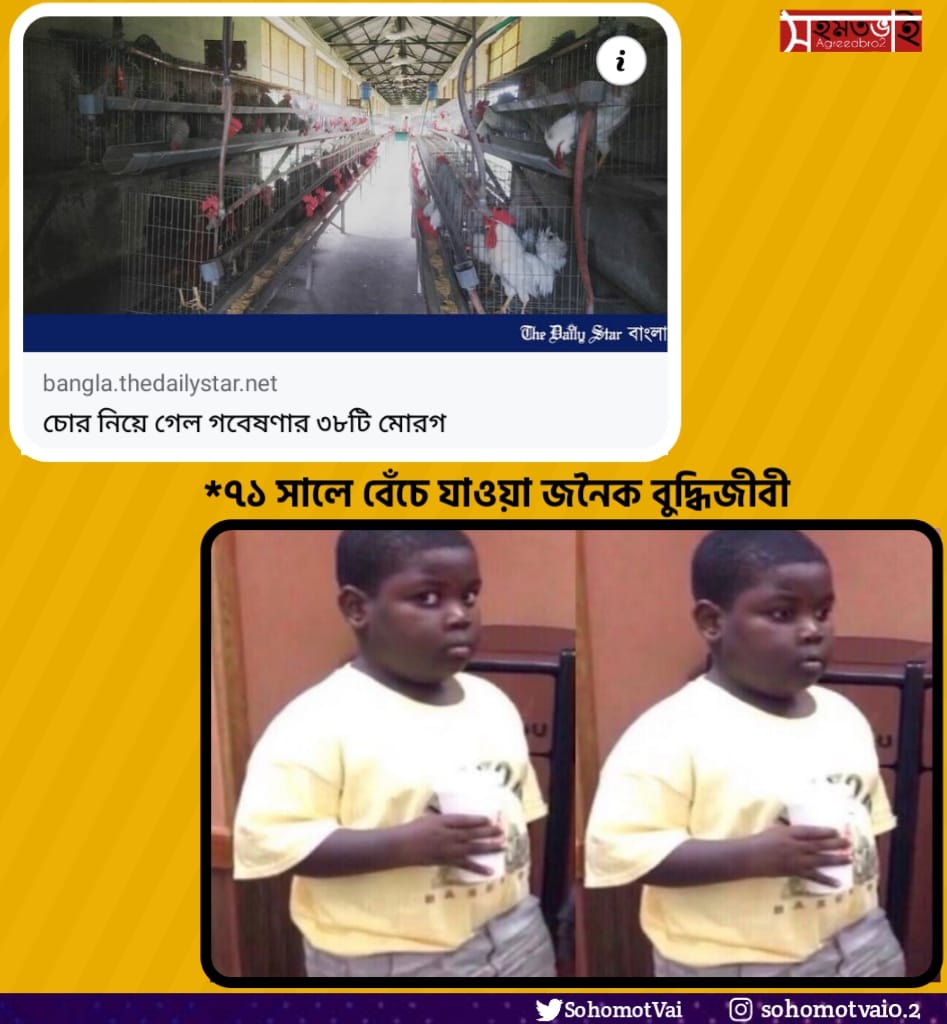 সহমতভাই
Agreeabro2
i
The Daily Star বাংলা
bangla.thedailystar.net
চোর নিয়ে গেল গবেষণার ৩৮টি মোরগ
*৭১ সালে বেঁচে যাওয়া জনৈক বুদ্ধিজীবী
SohomotVai
sohomotvai0.2